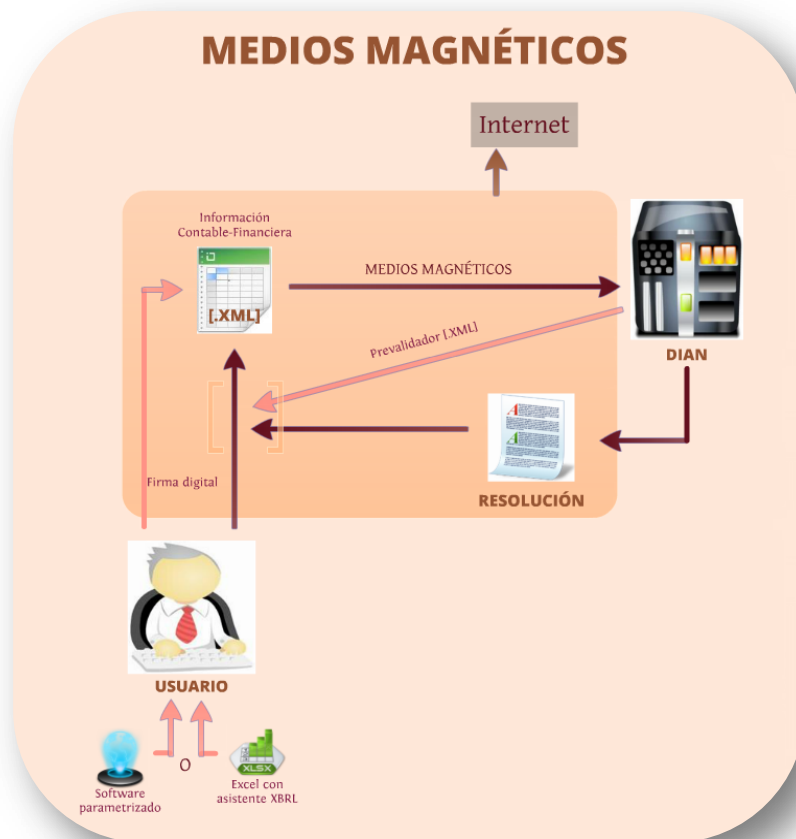 MEDIOS MAGNÉTICOS
Internet
Información
Contable-Financiera
[.XML]
MEDIOS MAGNÉTICOS
Prevalidador [.XML]
DIAN
RESOLUCIÓN
Firma digital
USUARIO
O
XLSX
Software
parametrizado
Excel con
asistente XBRL